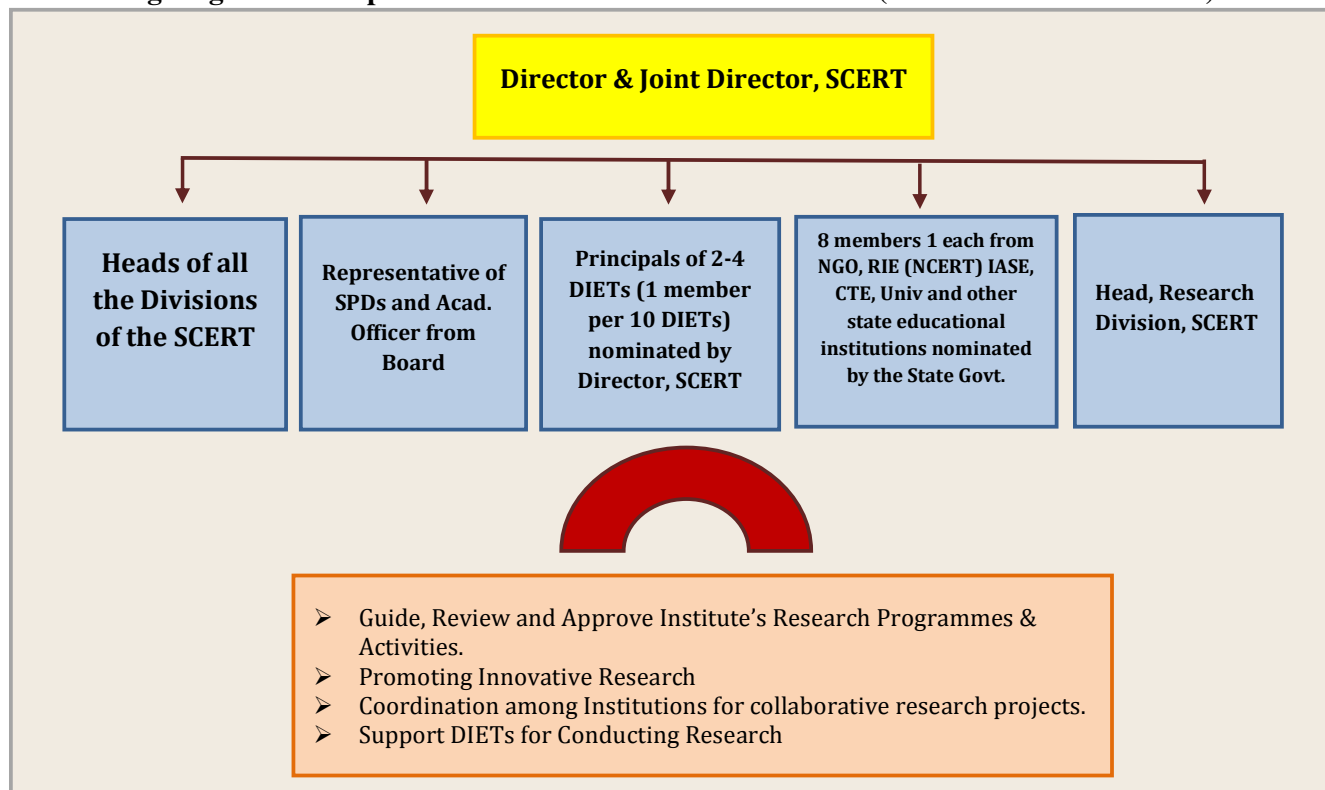 Director & Joint Director, SCERT
Heads of all
the Divisions
of the SCERT
Representative of
SPDs and Acad.
Officer from
Board
Principals of 2-4
DIETs (1 member
per 10 DIETs)
nominated by
Director, SCERT
8 members 1 each from
NGO, RIE (NCERT) IASE,
CTE, Univ and other
state educational
institutions nominated
by the State Govt.
Head, Research
Division, SCERT
➢ Guide, Review and Approve Institute’s Research Programmes &
Activities.
➢ Promoting Innovative Research
➢ Coordination among Institutions for collaborative research projects.
➢ Support DIETs for Conducting Research